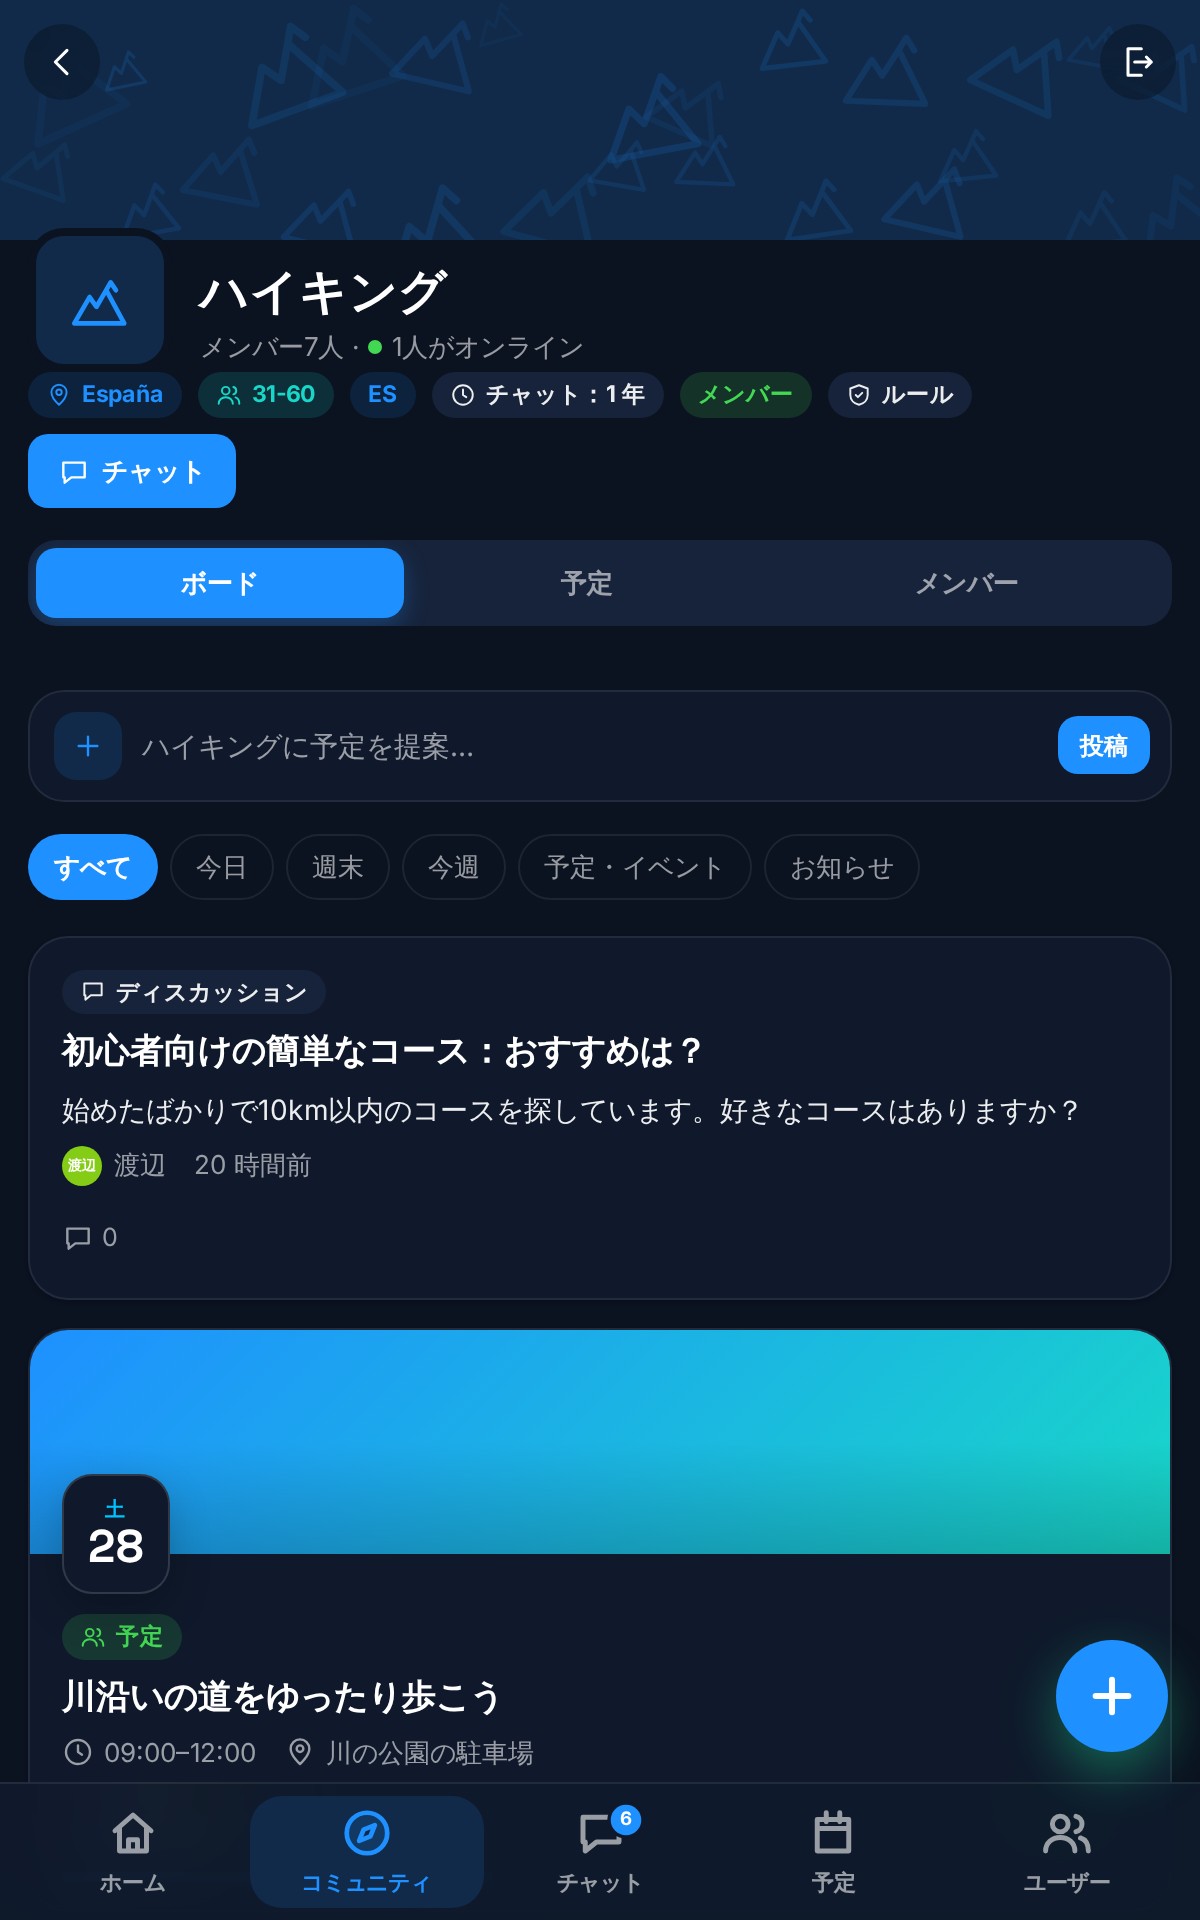 ハイキング
メンバー7人 · 1人がオンライン
España 31-60 ES チャット：1 年 メンバー ルール
チャット
ボード 予定 メンバー
ハイキングに予定を提案... 投稿
すべて 今日 週末 今週 予定・イベント お知らせ
ディスカッション
初心者向けの簡単なコース：おすすめは？
始めたばかりで10km以内のコースを探しています。好きなコースはありますか？
渡辺 渡辺 20 時間前
0
土
28
予定
川沿いの道をゆったり歩こう
09:00–12:00 川の公園の駐車場
6
ホーム コミュニティ チャット 予定 ユーザー